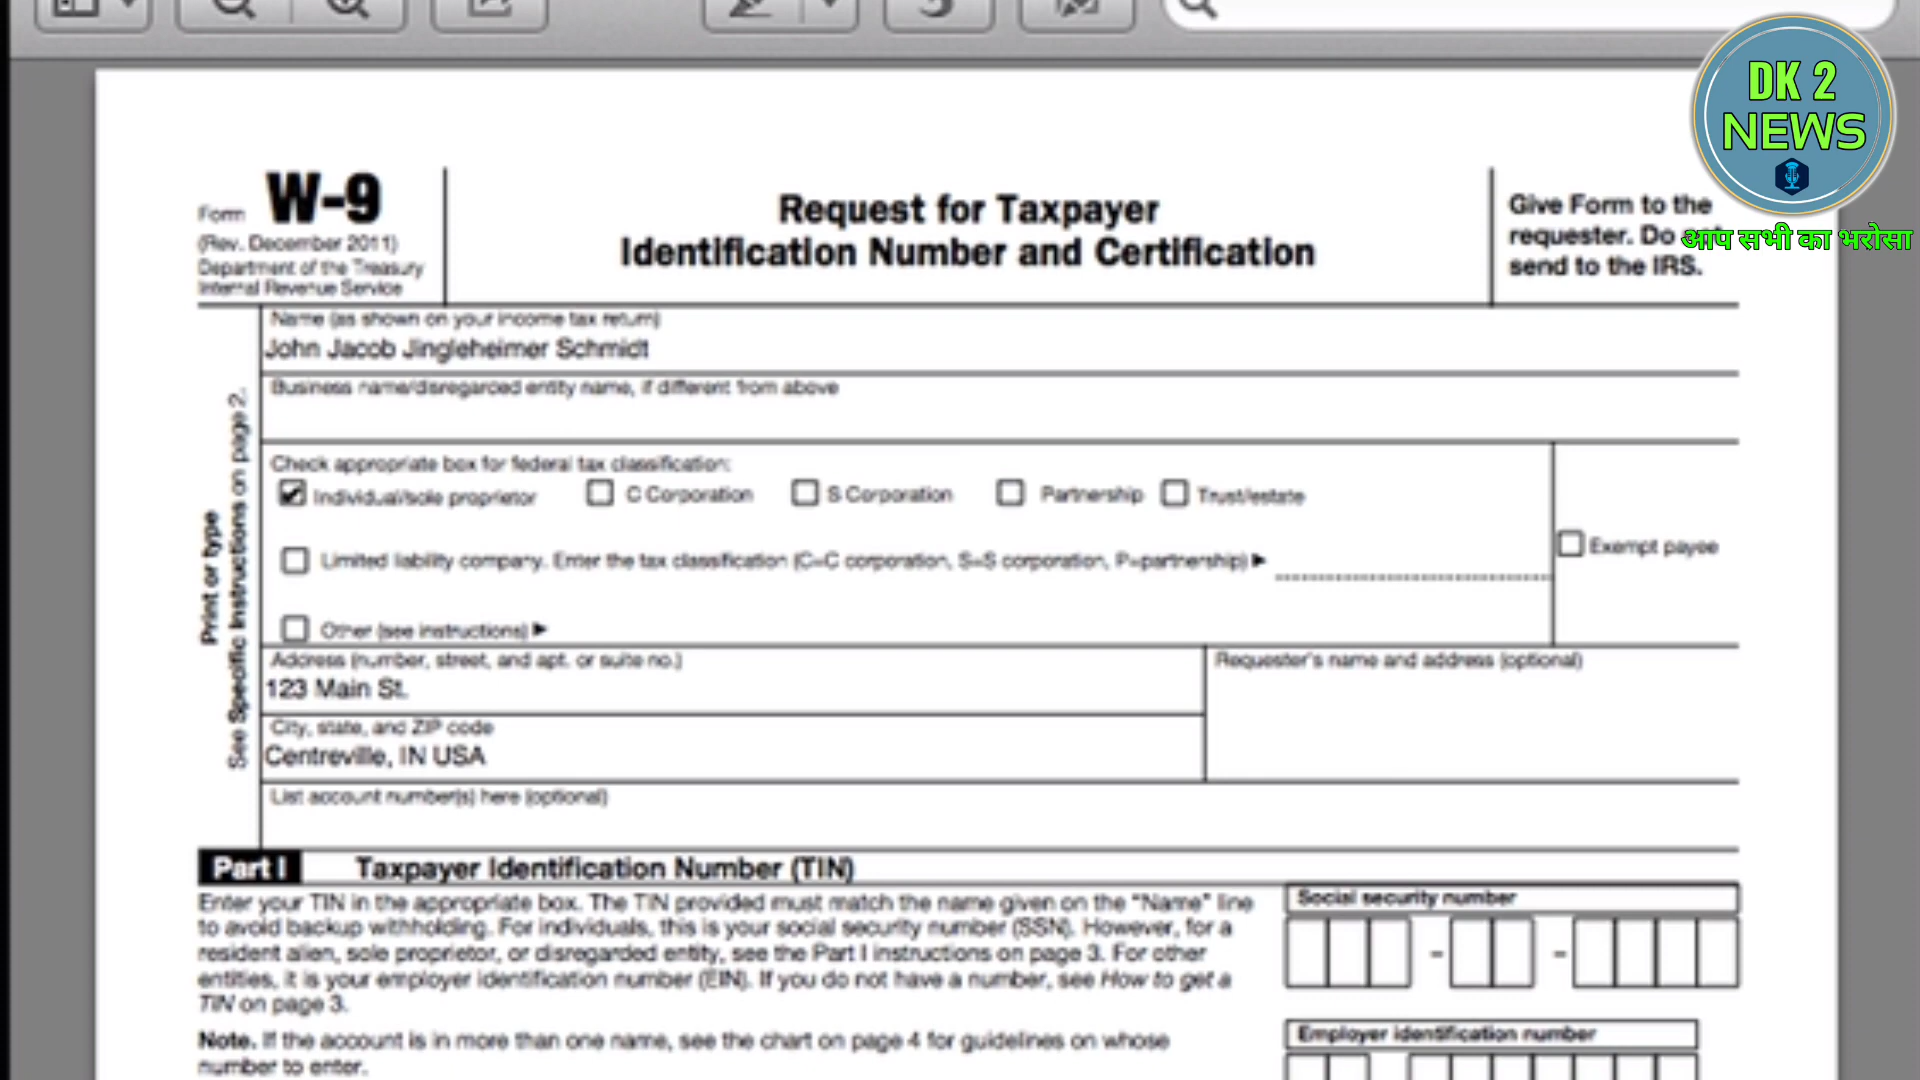 DK 2
NEWS
आप सभी का भरोसा
Form W-9
(Rev. December 2011)
Department of the Treasury
Internal Revenue Service
Request for Taxpayer
Identification Number and Certification
Give Form to the
requester. Do
send to the IRS.
Print or type
See Specific Instructions on page 2.
Name (as shown on your income tax return)
John Jacob Jingleheimer Schmidt
Business name/disregarded entity name, if different from above
Check appropriate box for federal tax classification:
Individual/sole proprietor C Corporation S Corporation Partnership Trust/estate
Limited liability company. Enter the tax classification (C=C corporation, S=S corporation, P=partnership) ▶
Exempt payee
Other (see instructions) ▶
Address (number, street, and apt. or suite no.)
123 Main St.
Requester's name and address (optional)
City, state, and ZIP code
Centreville, IN USA
List account number(s) here (optional)
Part I Taxpayer Identification Number (TIN)
Enter your TIN in the appropriate box. The TIN provided must match the name given on the “Name” line
to avoid backup withholding. For individuals, this is your social security number (SSN). However, for a
resident alien, sole proprietor, or disregarded entity, see the Part I instructions on page 3. For other
entities, it is your employer identification number (EIN). If you do not have a number, see How to get a
TIN on page 3.
Note. If the account is in more than one name, see the chart on page 4 for guidelines on whose
number to enter.
Social security number
– –
Employer identification number